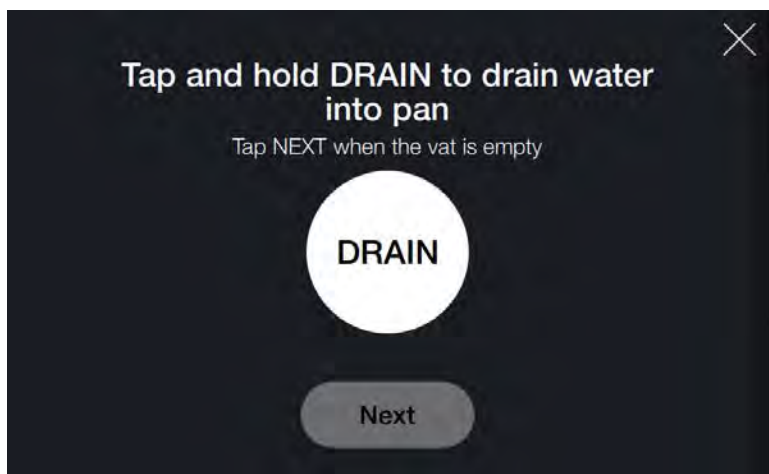 Tap and hold DRAIN to drain water
into pan
Tap NEXT when the vat is empty
DRAIN
Next